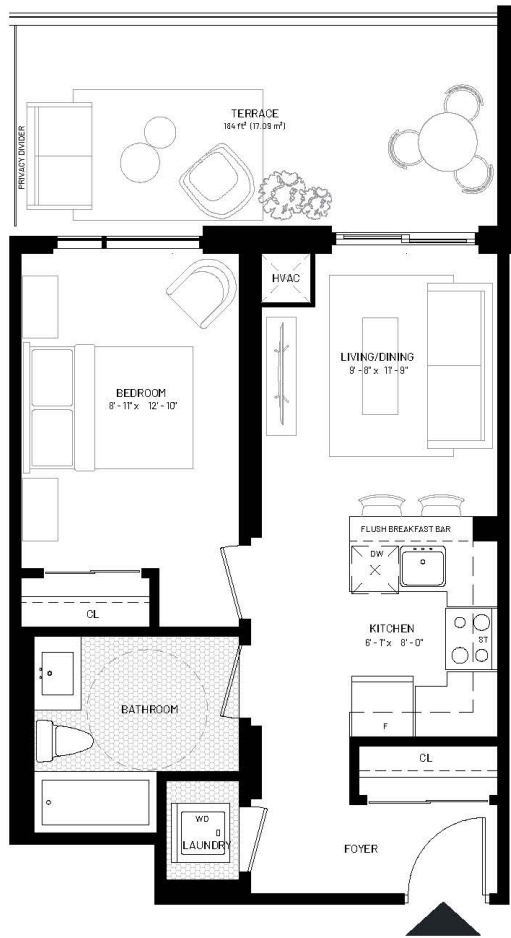 TERRACE
184 ft² (17.09 m²)
PRIVACY DIVIDER
HVAC
LIVING/DINING
9' - 8" x 11' - 9"
BEDROOM
8' - 11" x 12' - 10"
FLUSH BREAKFAST BAR
DW
CL
KITCHEN
6' - 1" x 8' - 0"
ST
BATHROOM
F
CL
WD
LAUNDRY
FOYER